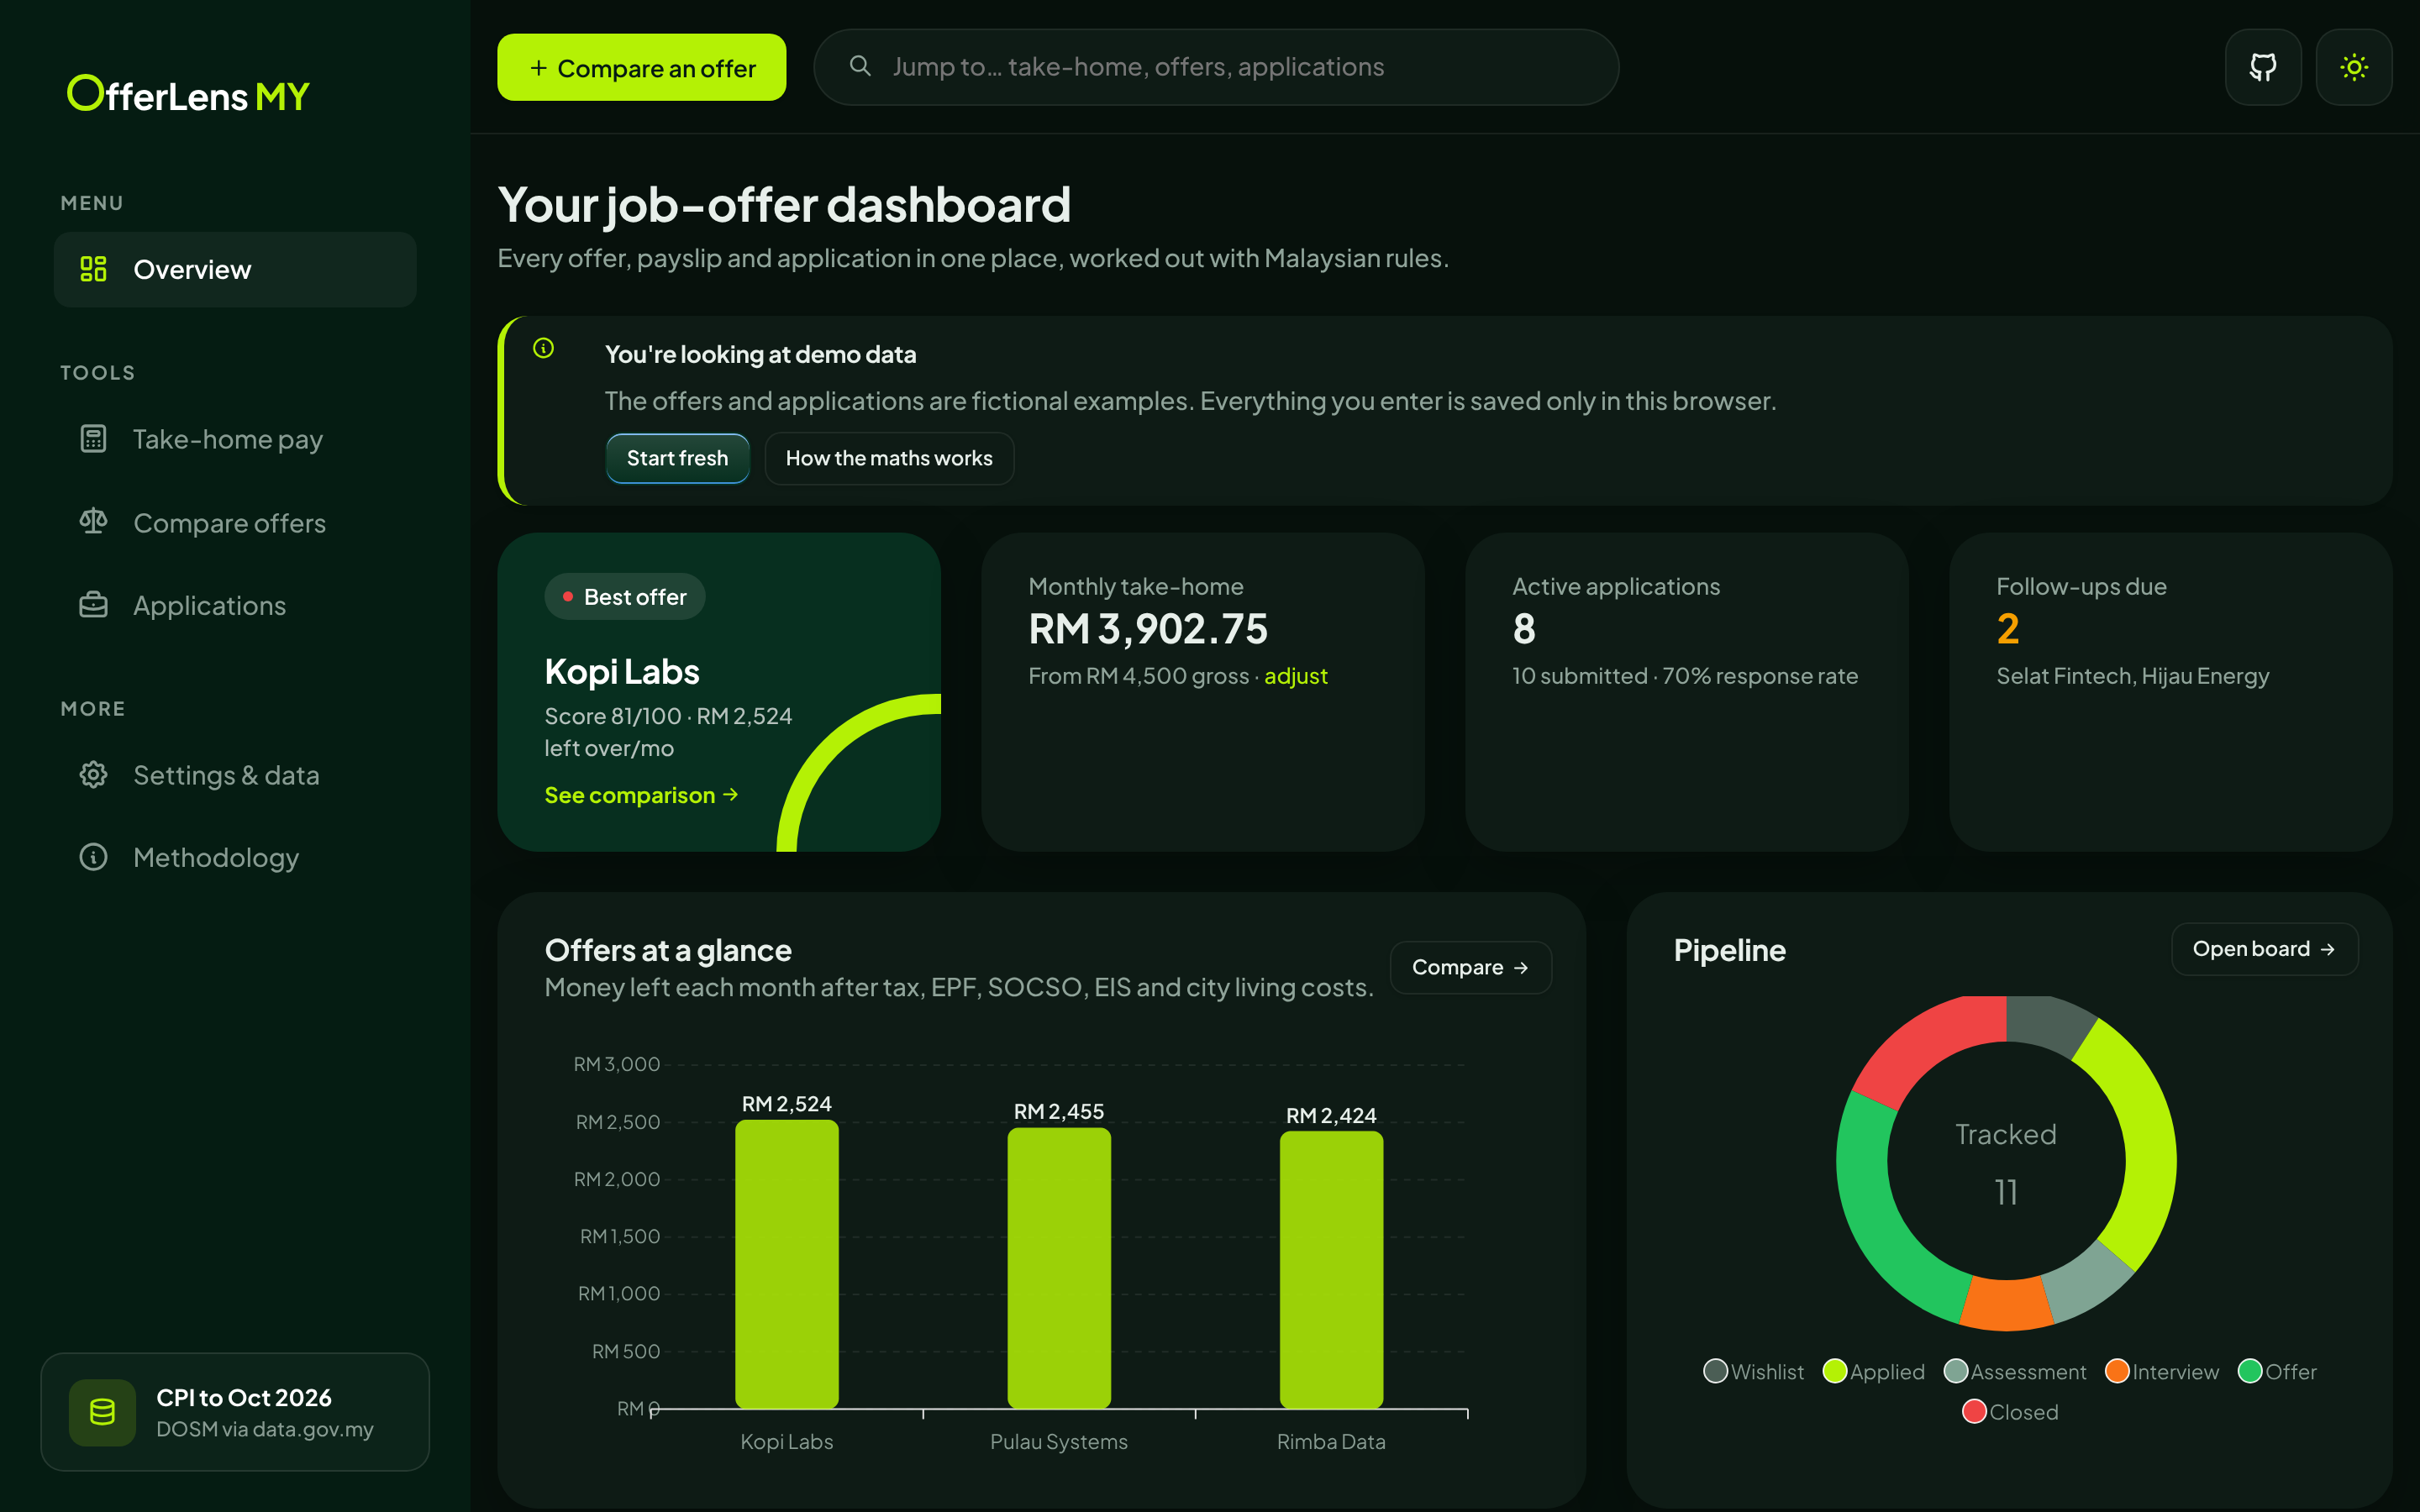 OfferLens MY
MENU
Overview
TOOLS
Take-home pay
Compare offers
Applications
MORE
Settings & data
Methodology
CPI to Oct 2026
DOSM via data.gov.my
+ Compare an offer
Jump to… take-home, offers, applications
Your job-offer dashboard
Every offer, payslip and application in one place, worked out with Malaysian rules.
You're looking at demo data
The offers and applications are fictional examples. Everything you enter is saved only in this browser.
Start fresh
How the maths works
Best offer
Kopi Labs
Score 81/100 · RM 2,524
left over/mo
See comparison →
Monthly take-home
RM 3,902.75
From RM 4,500 gross · adjust
Active applications
8
10 submitted · 70% response rate
Follow-ups due
2
Selat Fintech, Hijau Energy
Offers at a glance
Money left each month after tax, EPF, SOCSO, EIS and city living costs.
Compare →
RM 3,000
RM 2,500
RM 2,000
RM 1,500
RM 1,000
RM 500
RM 0
RM 2,524
RM 2,455
RM 2,424
Kopi Labs
Pulau Systems
Rimba Data
Pipeline
Open board →
Tracked
11
Wishlist
Applied
Assessment
Interview
Offer
Closed